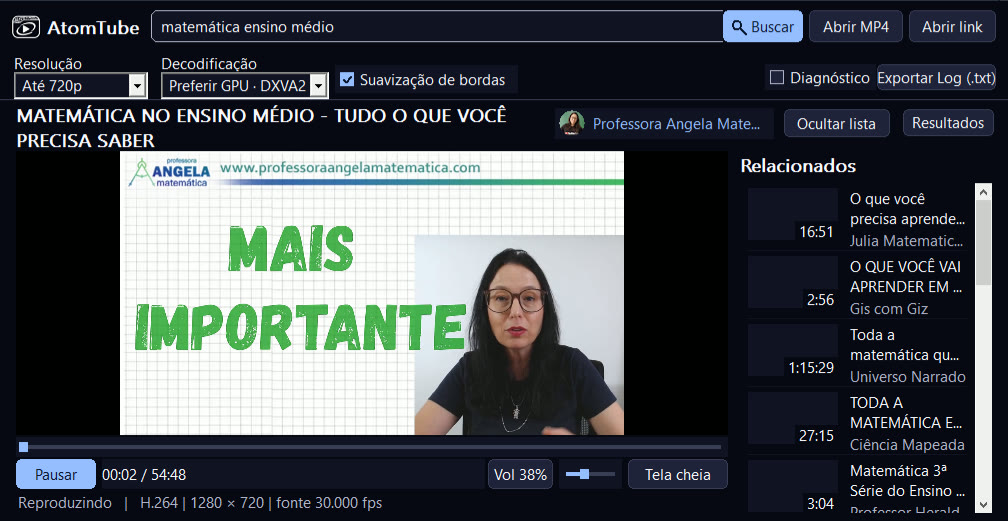 AtomTube
matemática ensino médio
Buscar
Abrir MP4
Abrir link
Resolução
Até 720p
Decodificação
Preferir GPU · DXVA2
Suavização de bordas
Diagnóstico
Exportar Log (.txt)
MATEMÁTICA NO ENSINO MÉDIO - TUDO O QUE VOCÊ
PRECISA SABER
Professora Angela Mate...
Ocultar lista
Resultados
professora
ANGELA
matemática
www.professoraangelamatematica.com
MAIS
IMPORTANTE
Relacionados
16:51
O que você
precisa aprende...
Julia Matematic...
2:56
O QUE VOCÊ VAI
APRENDER EM ...
Gis com Giz
1:15:29
Toda a
matemática qu...
Universo Narrado
27:15
TODA A
MATEMÁTICA E...
Ciência Mapeada
3:04
Matemática 3ª
Série do Ensino ...
Professor Herald...
Pausar
00:02 / 54:48
Vol 38%
Tela cheia
Reproduzindo | H.264 | 1280 × 720 | fonte 30.000 fps